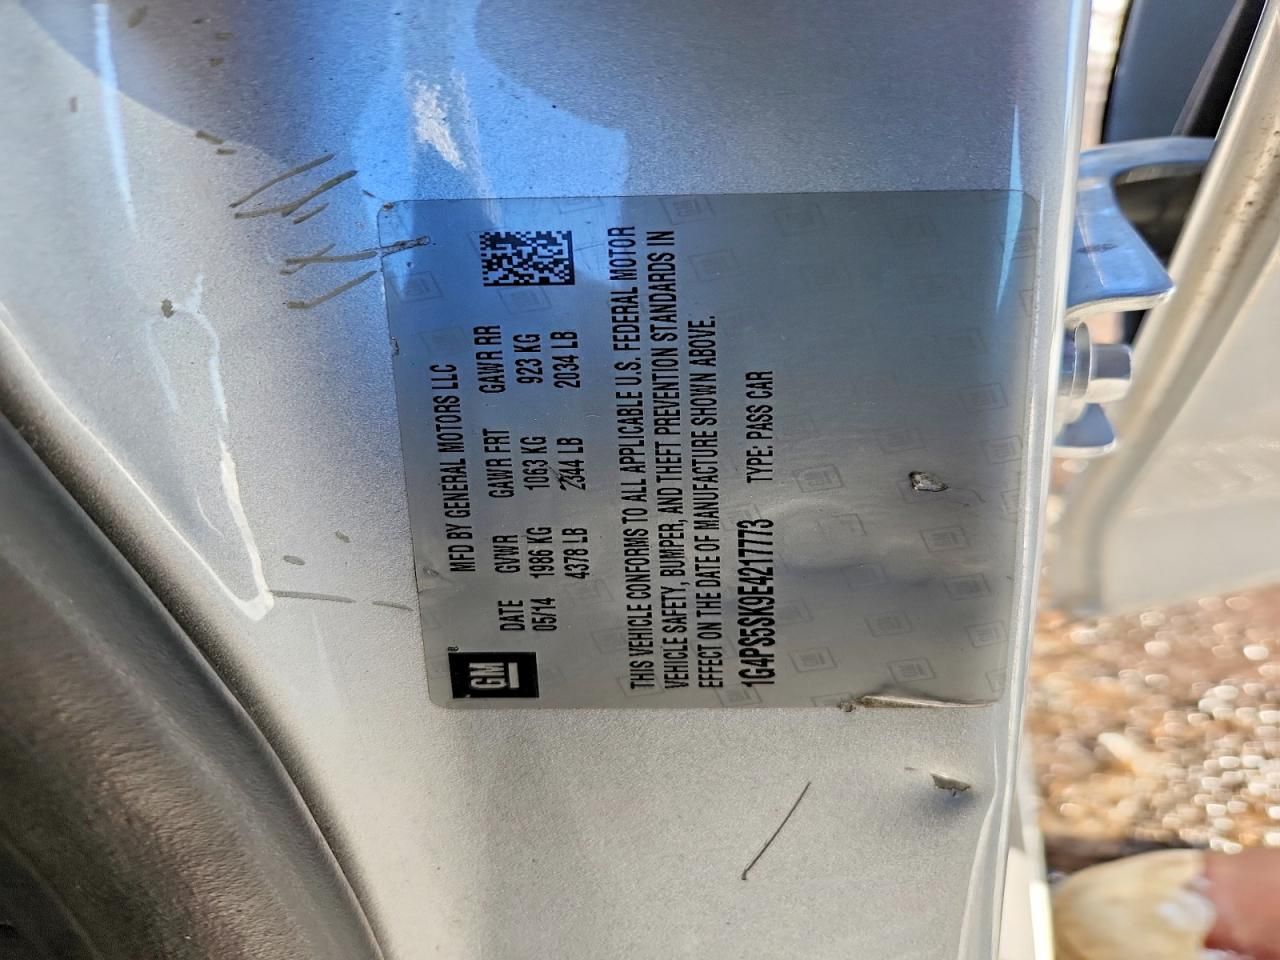 GM
MFD BY GENERAL MOTORS LLC
DATE GVWR GAWR FRT GAWR RR
05/14 1986 KG 1063 KG 923 KG
4378 LB 2344 LB 2034 LB
THIS VEHICLE CONFORMS TO ALL APPLICABLE U.S. FEDERAL MOTOR
VEHICLE SAFETY, BUMPER, AND THEFT PREVENTION STANDARDS IN
EFFECT ON THE DATE OF MANUFACTURE SHOWN ABOVE.
1G4PS5SK9E4217773 TYPE: PASS CAR